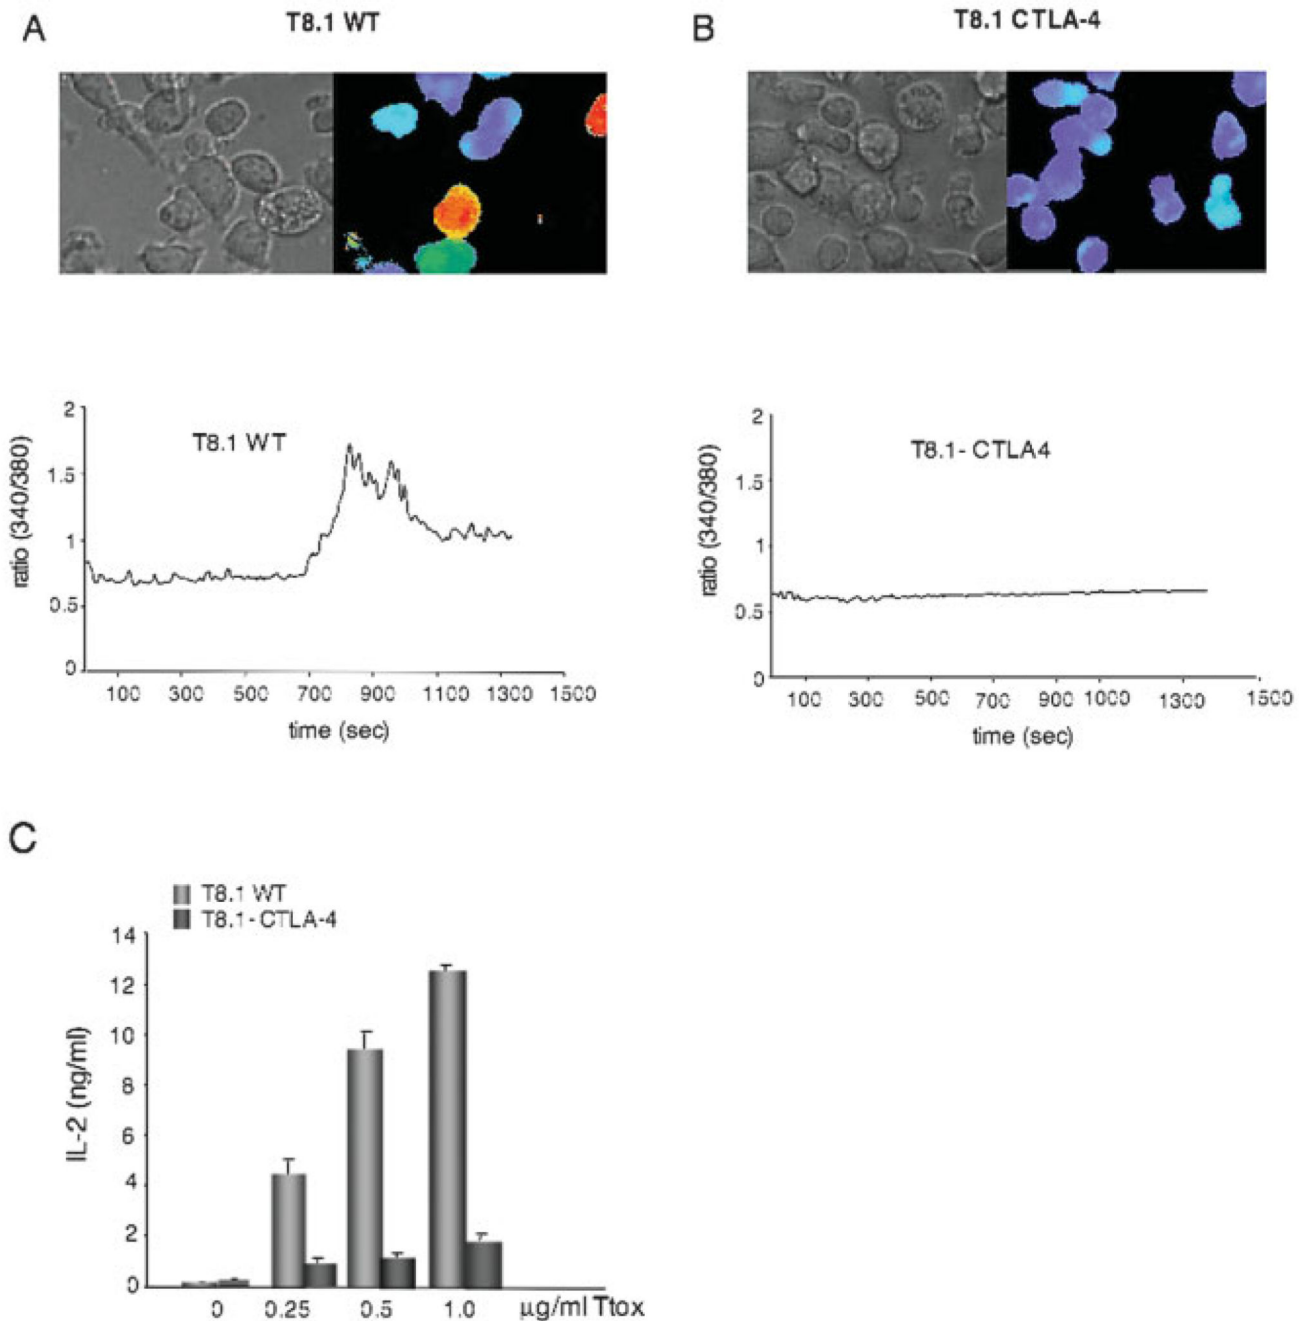 A
T8.1 WT
B
T8.1 CTLA-4
2
1.5
1
0.5
0
ratio (340/380)
T8.1 WT
100 300 500 700 900 1100 1300 1500
time (sec)
2
1.5
1
0.5
0
ratio (340/380)
T8.1- CTLA4
100 300 500 700 900 1000 1300 1500
time (sec)
C
T8.1 WT
T8.1- CTLA-4
14
12
10
8
6
4
2
0
IL-2 (ng/ml)
0 0.25 0.5 1.0 μg/ml Ttox